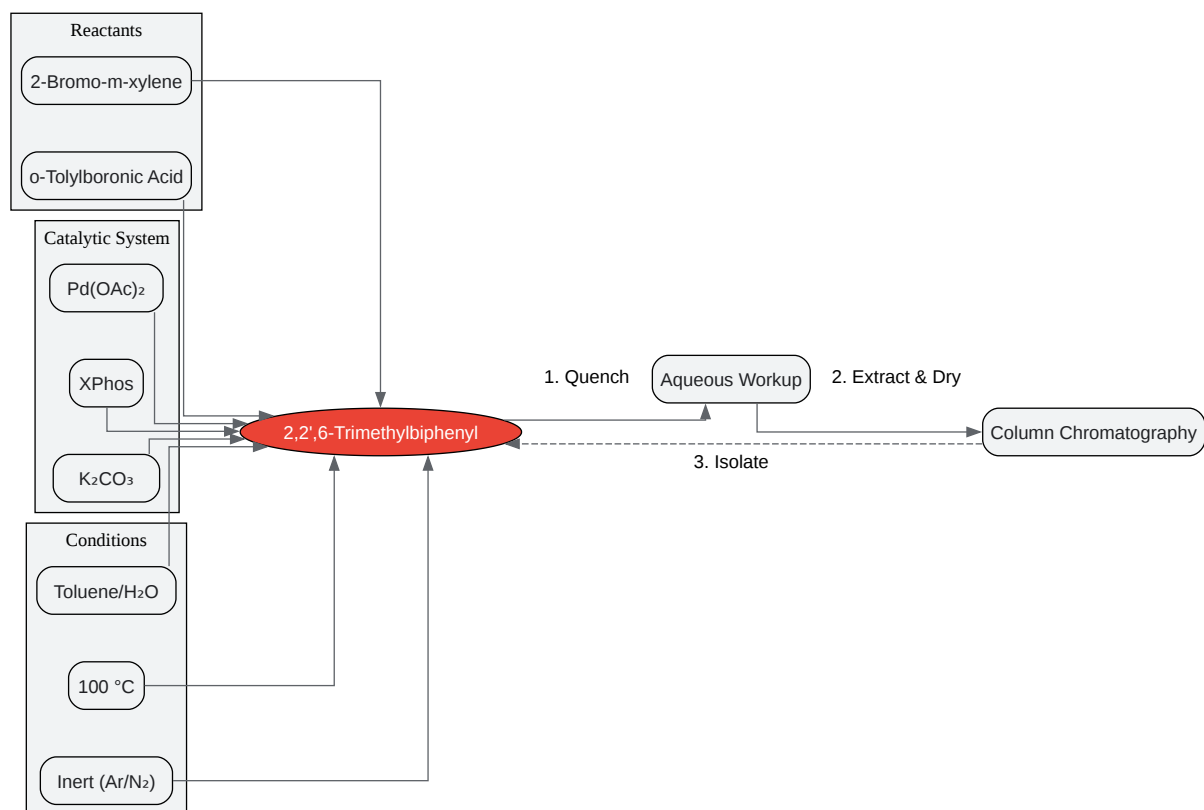 Reactants
2-Bromo-m-xylene
o-Tolylboronic Acid
Catalytic System
Pd(OAc)₂
XPhos
K₂CO₃
Conditions
Toluene/H₂O
100 °C
Inert (Ar/N₂)
2,2',6-Trimethylbiphenyl
1. Quench
Aqueous Workup
2. Extract & Dry
Column Chromatography
3. Isolate